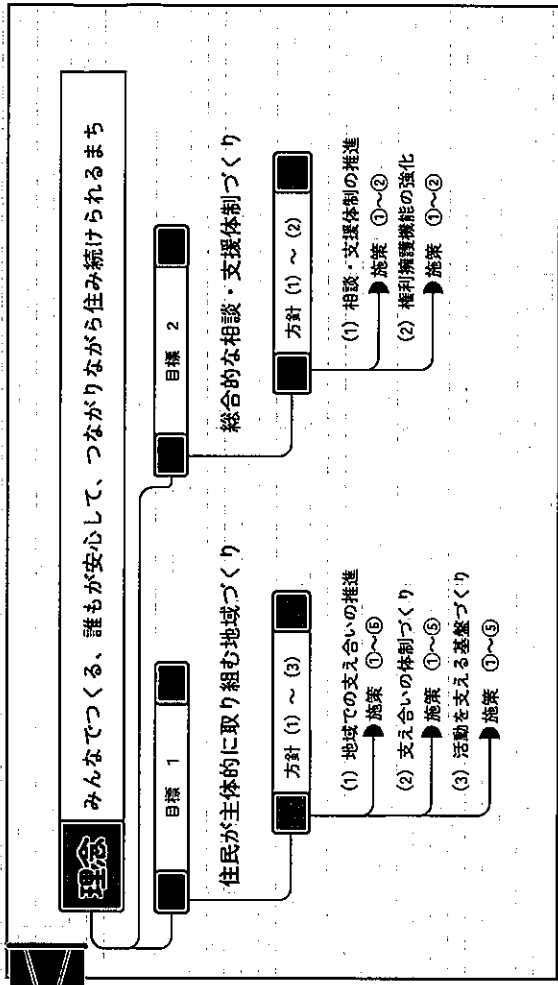 理念 みんなでつくる、誰もが安心して、つながりながら住み続けられるまち
目標 1
住民が主体的に取り組む地域づくり
方針 (1) ~ (3)
(1) 地域での支え合いの推進
施策 ①~⑥
(2) 支え合いの体制づくり
施策 ①~⑤
(3) 活動を支える基盤づくり
施策 ①~⑤
目標 2
総合的な相談・支援体制づくり
方針 (1) ~ (2)
(1) 相談・支援体制の推進
施策 ①~②
(2) 権利擁護機能の強化
施策 ①~②